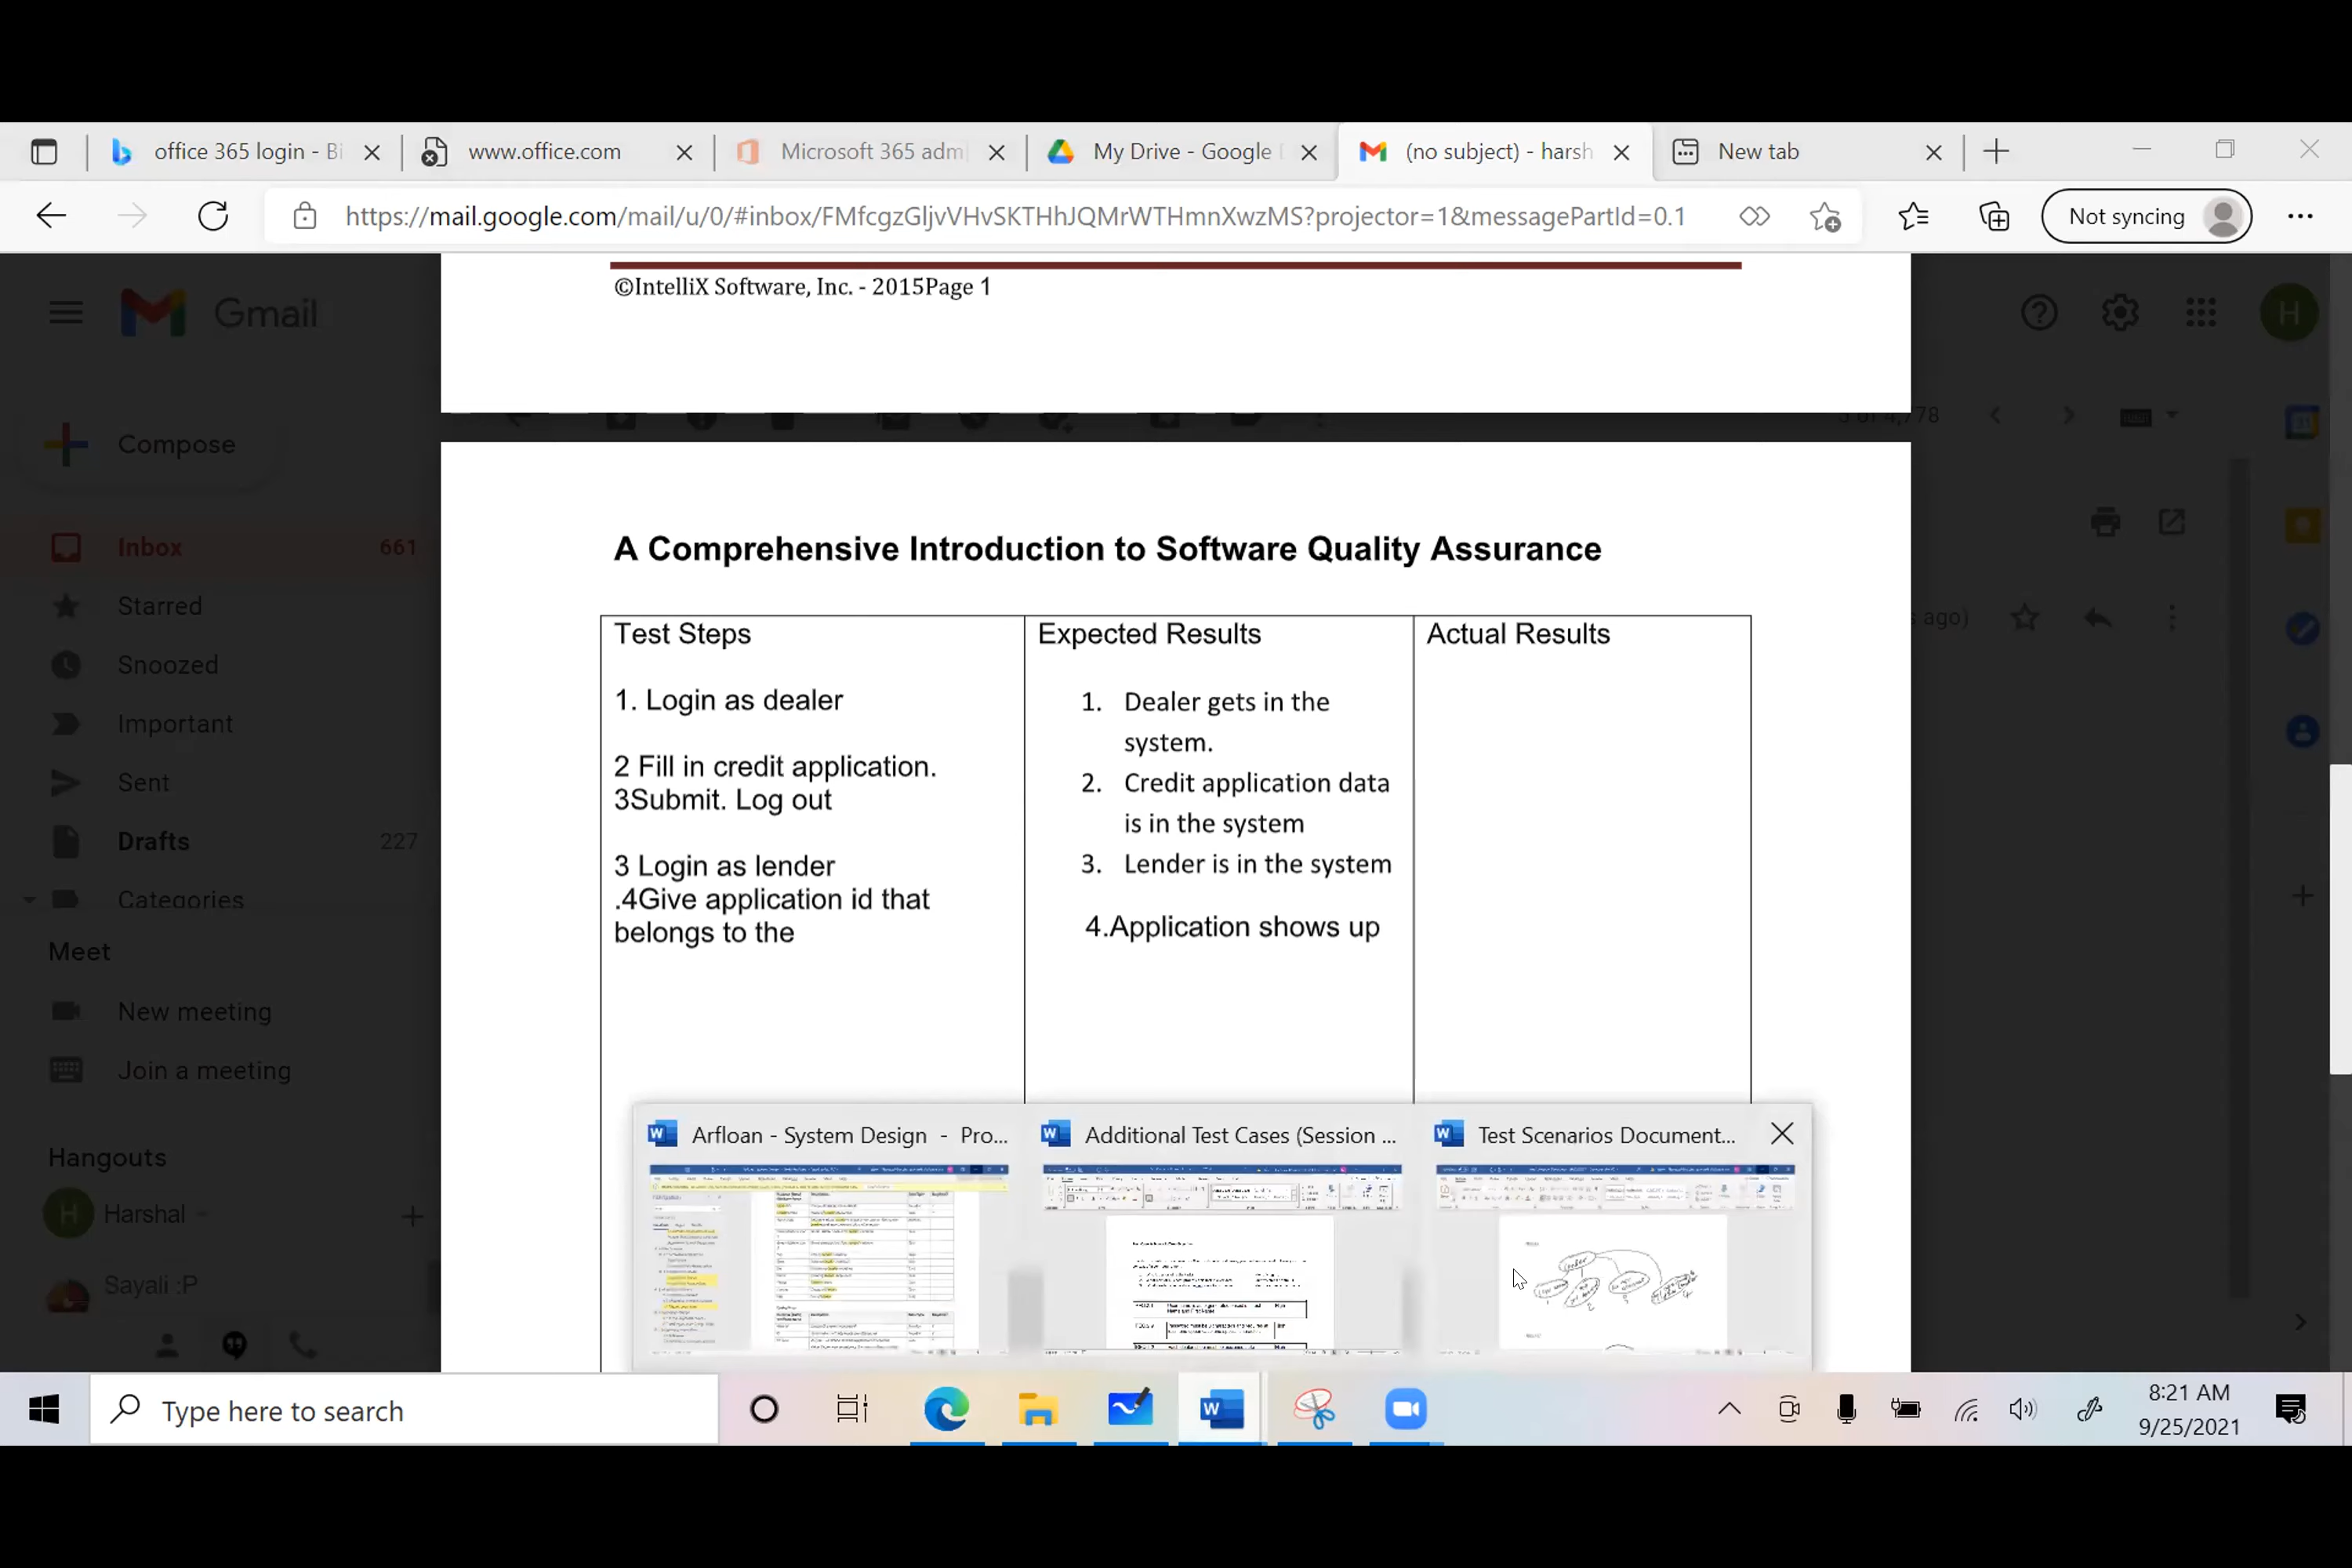 office 365 login - Bi
www.office.com
Microsoft 365 adm
My Drive - Google
(no subject) - harsh
New tab
https://mail.google.com/mail/u/0/#inbox/FMfcgzGljvVHvSKTHhJQMrWTHmnXwzMS?projector=1&messagePartId=0.1
Not syncing
©IntelliX Software, Inc. - 2015Page 1
Gmail
H
Compose
Inbox 661
Starred
Snoozed
Important
Sent
Drafts 227
Categories
Meet
New meeting
Join a meeting
Hangouts
H Harshal
Sayali :P
ago)
A Comprehensive Introduction to Software Quality Assurance
Test Steps
1. Login as dealer
2 Fill in credit application.
3Submit. Log out
3 Login as lender
.4Give application id that
belongs to the
Expected Results
1. Dealer gets in the
system.
2. Credit application data
is in the system
3. Lender is in the system
4.Application shows up
Actual Results
Arfloan - System Design - Pro...
Additional Test Cases (Session ...
Test Scenarios Document...
Type here to search
8:21 AM
9/25/2021